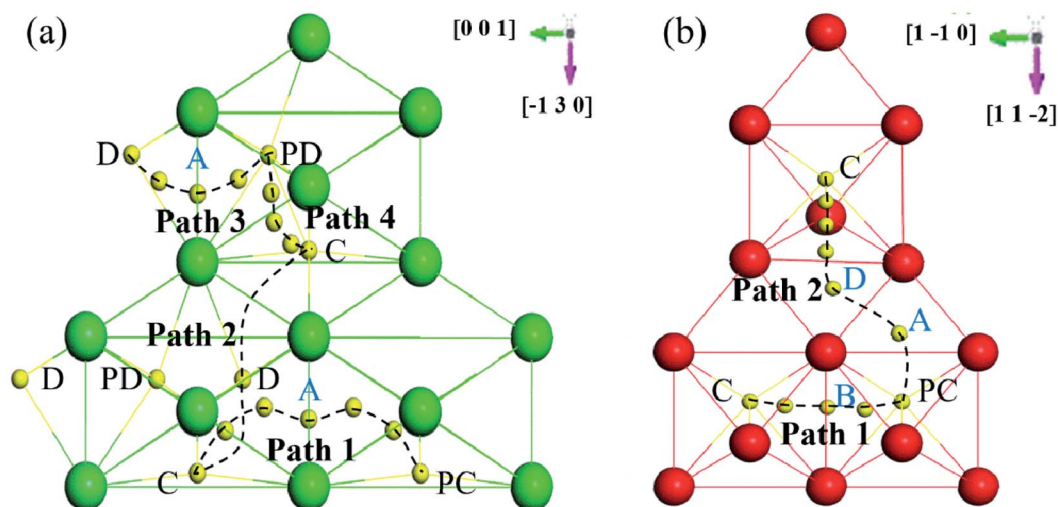 (a)
[0 0 1]
[-1 3 0]
D
A
PD
Path 3
Path 4
C
Path 2
D
PD
D
A
Path 1
C
PC
(b)
[1 -1 0]
[1 1 -2]
C
Path 2
D
A
C
B
PC
Path 1